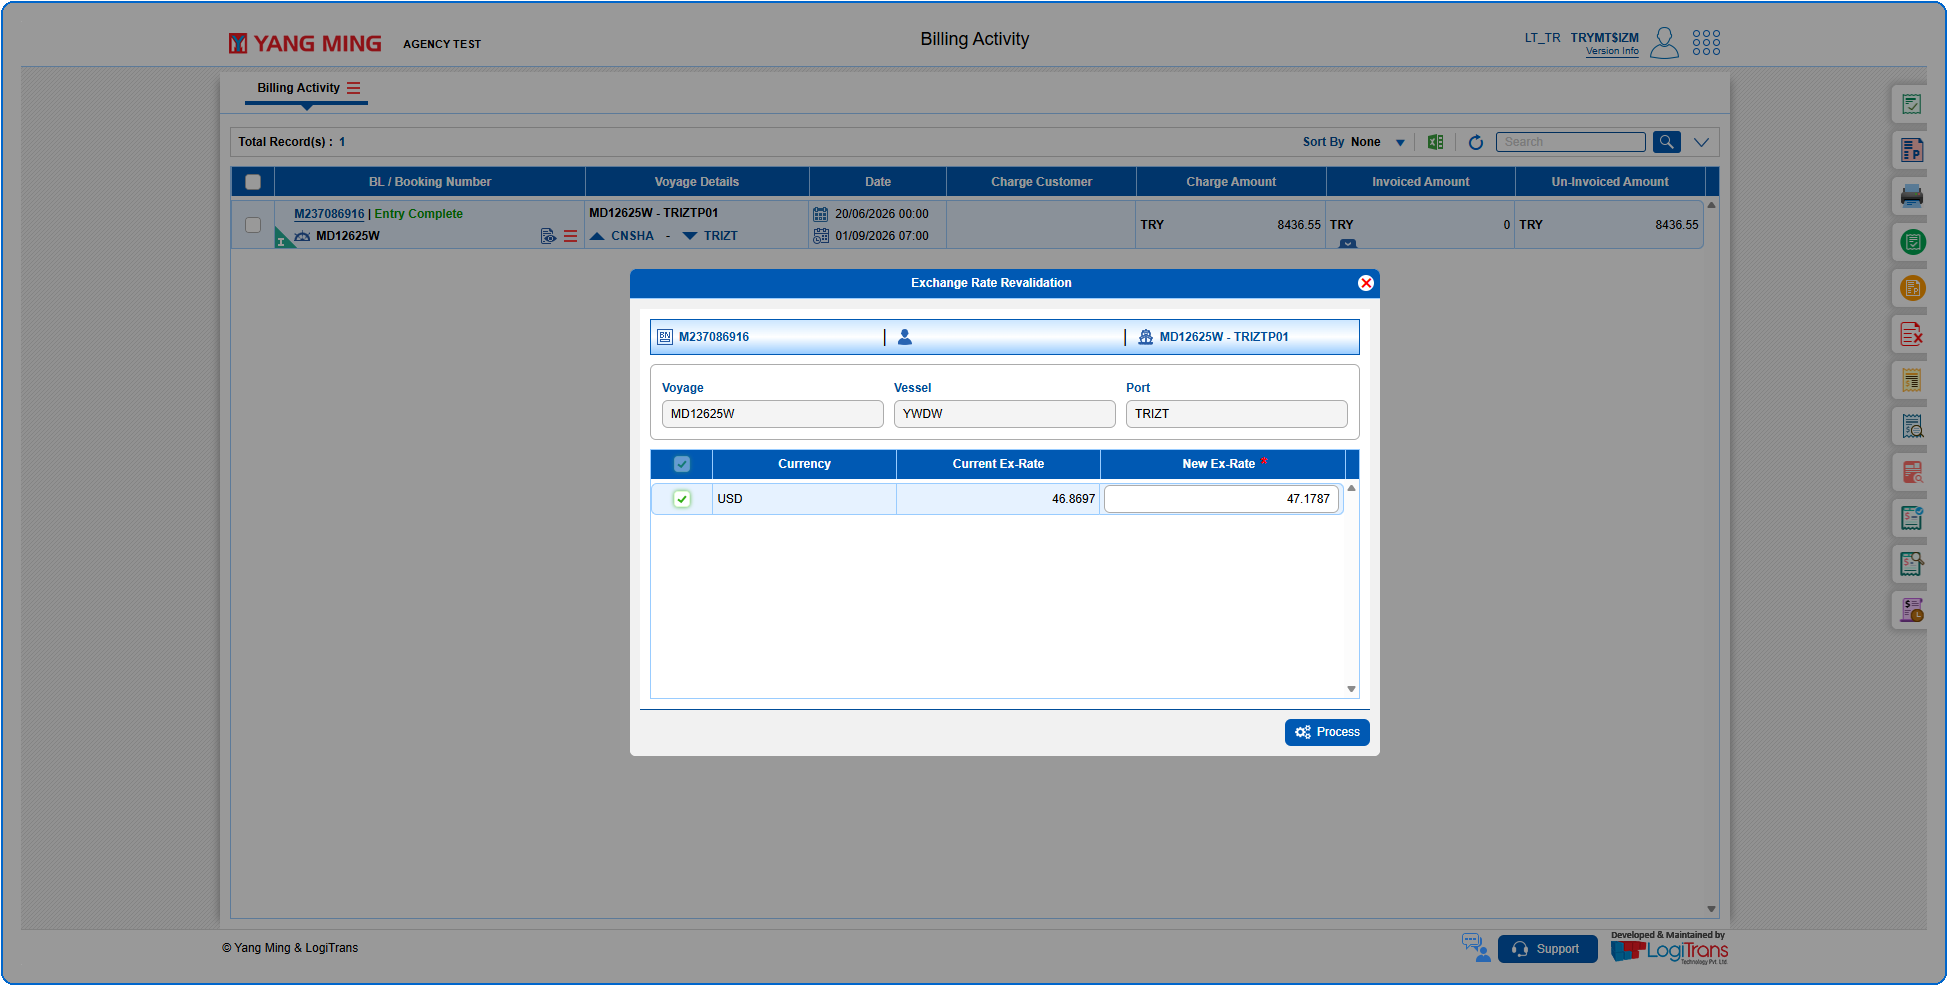 YANG MING AGENCY TEST
Billing Activity
LT_TR TRYMT$IZM
Version Info
Billing Activity
Total Record(s) : 1
Sort By None
Search
BL / Booking Number Voyage Details Date Charge Customer Charge Amount Invoiced Amount Un-Invoiced Amount
M237086916 | Entry Complete MD12625W - TRIZTP01 20/06/2026 00:00
TRY 8436.55 TRY 0 TRY 8436.55
I MD12625W CNSHA - TRIZT 01/09/2026 07:00
Exchange Rate Revalidation
BN M237086916 MD12625W - TRIZTP01
Voyage Vessel Port
MD12625W YWDW TRIZT
Currency Current Ex-Rate New Ex-Rate *
USD 46.8697 47.1787
Process
© Yang Ming & LogiTrans
Support
Developed & Maintained by
LogiTrans
Technology Pvt. Ltd.